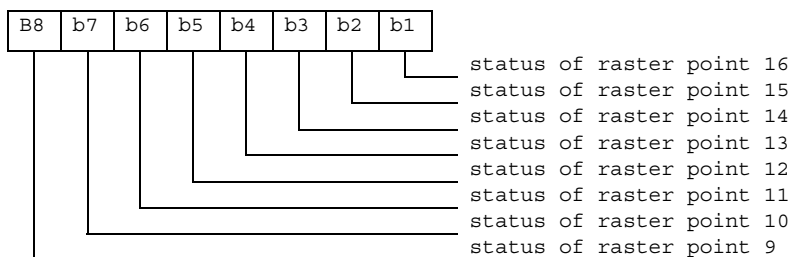 B8 b7 b6 b5 b4 b3 b2 b1
status of raster point 16
status of raster point 15
status of raster point 14
status of raster point 13
status of raster point 12
status of raster point 11
status of raster point 10
status of raster point 9